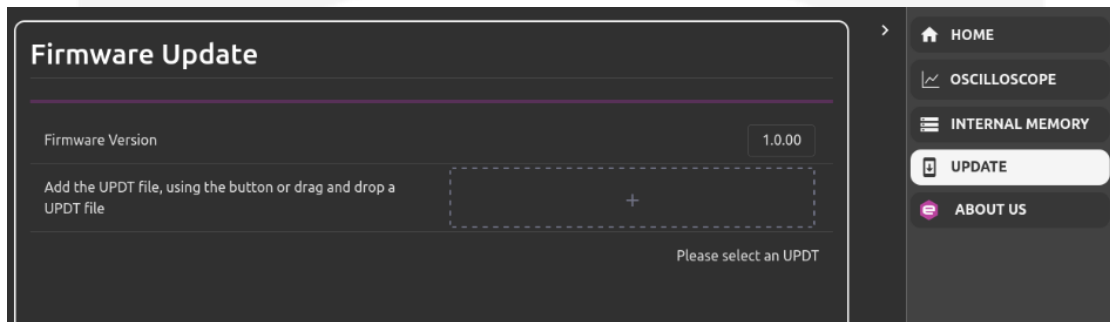 Firmware Update
Firmware Version
1.0.00
Add the UPDT file, using the button or drag and drop a
UPDT file
+
Please select an UPDT
HOME
OSCILLOSCOPE
INTERNAL MEMORY
UPDATE
ABOUT US